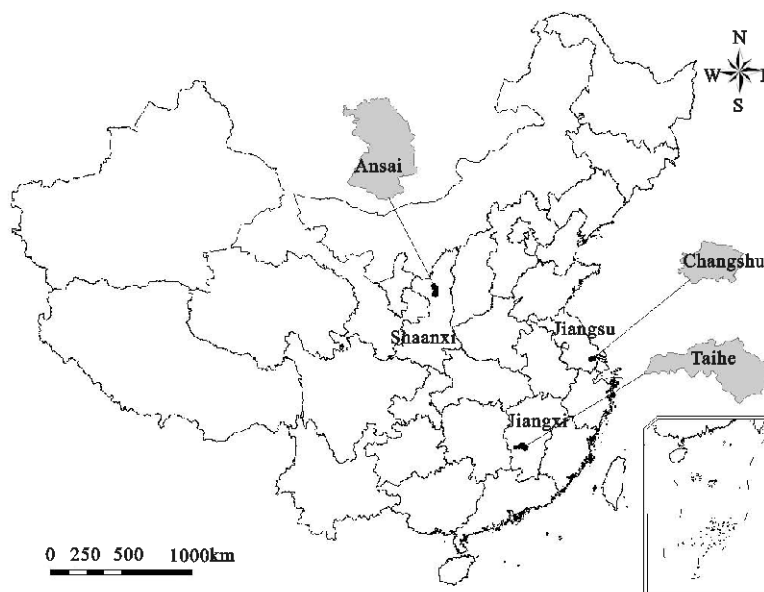 N
W
S
Ansai
Changshu
Jiangsu
Shaanxi
Taihe
Jiangxi
0 250 500 1000km